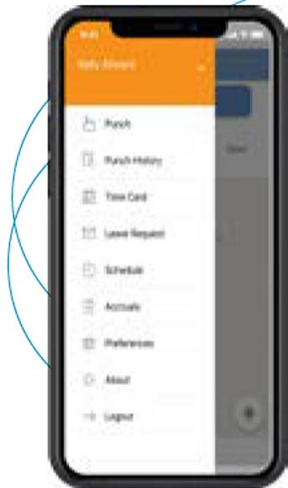 Punch
Punch History
Time Card
Leave Request
Schedule
Accruals
Preferences
About
Logout